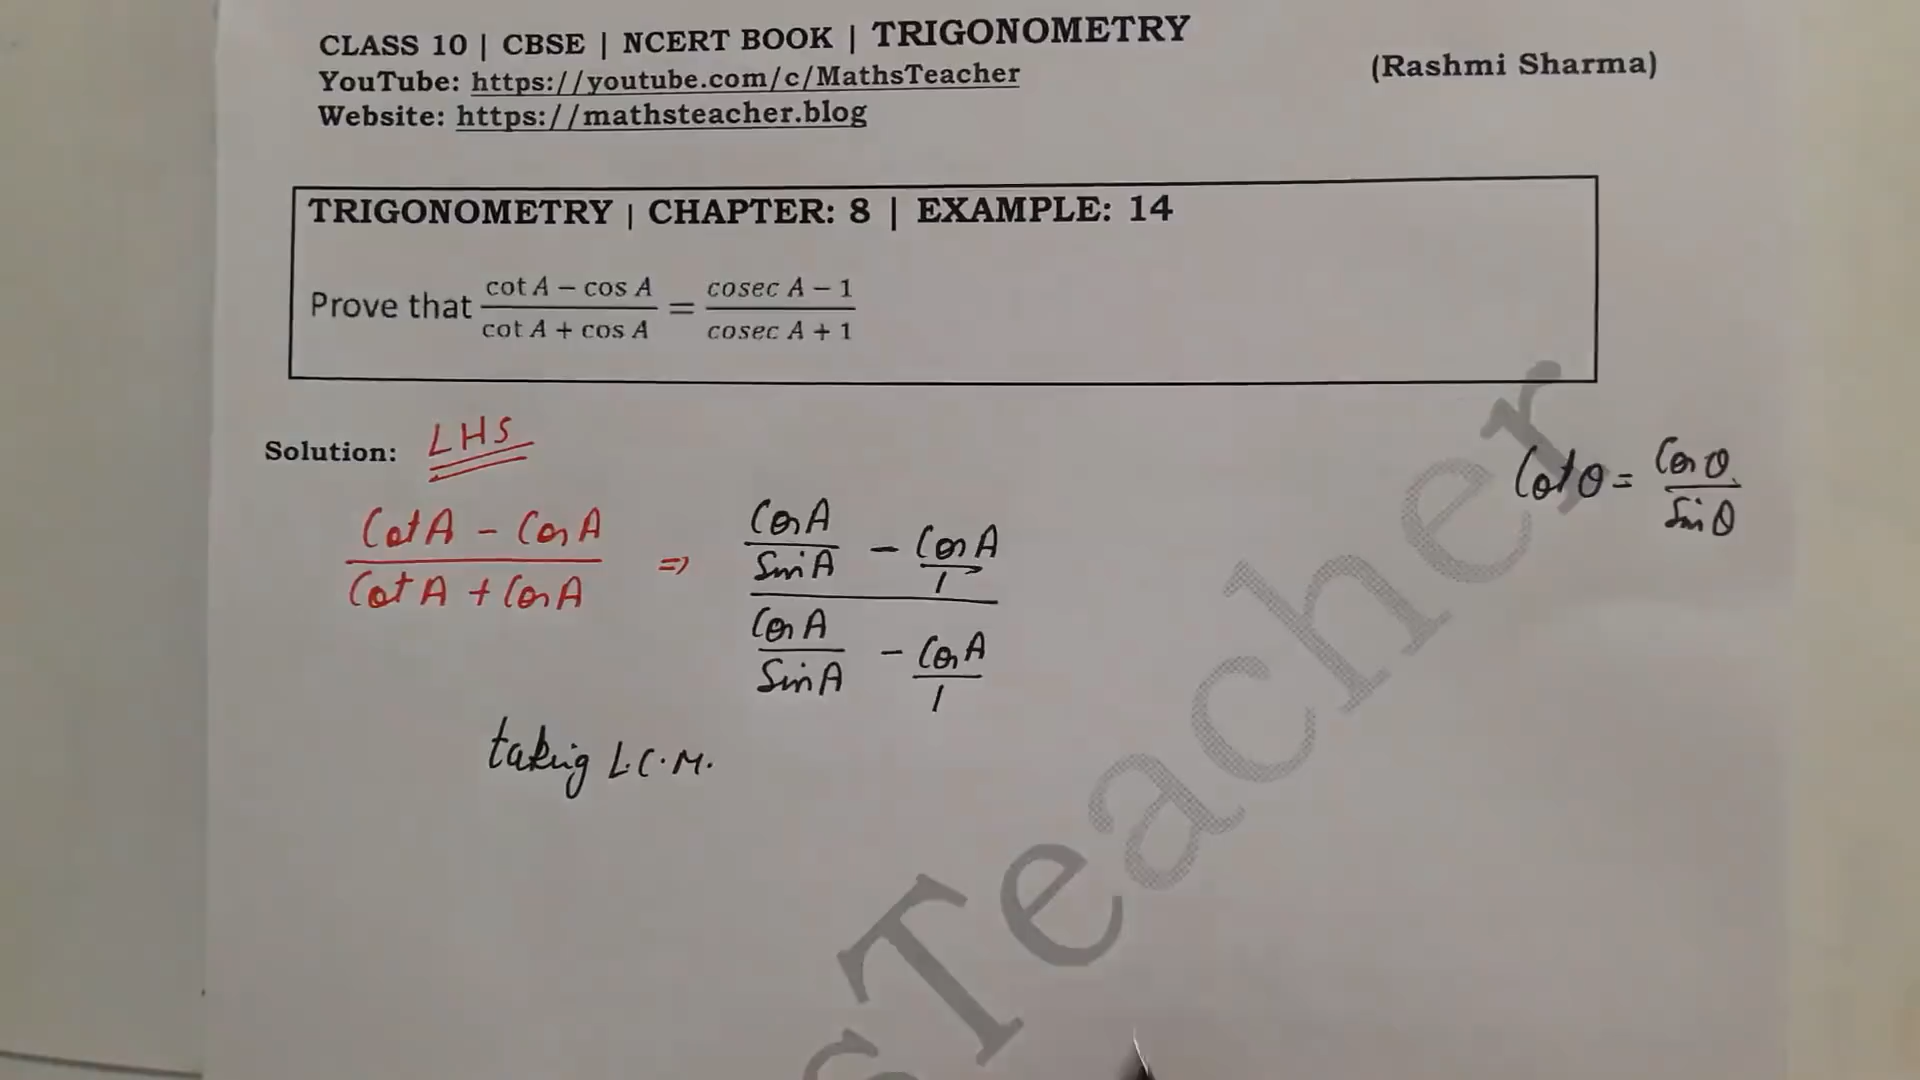 CLASS 10 | CBSE | NCERT BOOK | TRIGONOMETRY
YouTube: https://youtube.com/c/MathsTeacher
(Rashmi Sharma)
Website: https://mathsteacher.blog
TRIGONOMETRY | CHAPTER: 8 | EXAMPLE: 14
Prove that (cot A − cos A)/(cot A + cos A) = (cosec A − 1)/(cosec A + 1)
Solution: LHS
Cot θ = Cos θ / Sin θ
(Cot A - Cos A)/(Cot A + Cos A) => (Cos A/Sin A - Cos A/1)/(Cos A/Sin A - Cos A/1)
taking L.C.M.
sTeacher